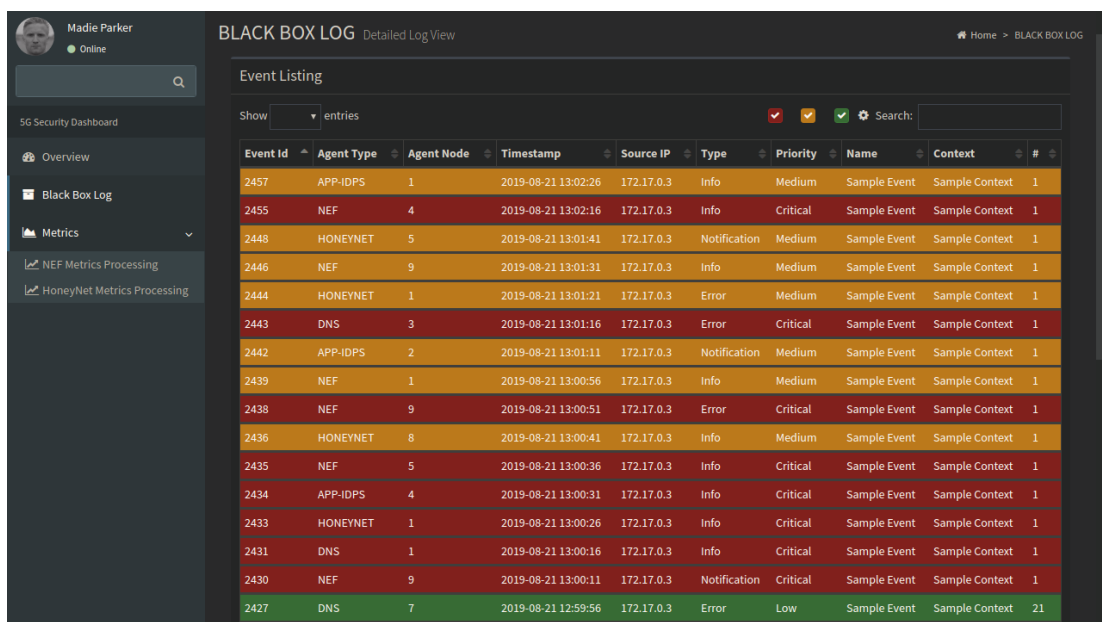 Madie Parker
Online
5G Security Dashboard
Overview
Black Box Log
Metrics
NEF Metrics Processing
HoneyNet Metrics Processing
BLACK BOX LOG Detailed Log View
Home > BLACK BOX LOG
Event Listing
Show entries Search:
Event Id Agent Type Agent Node Timestamp Source IP Type Priority Name Context #
2457 APP-IDPS 1 2019-08-21 13:02:26 172.17.0.3 Info Medium Sample Event Sample Context 1
2455 NEF 4 2019-08-21 13:02:16 172.17.0.3 Info Critical Sample Event Sample Context 1
2448 HONEYNET 5 2019-08-21 13:01:41 172.17.0.3 Notification Medium Sample Event Sample Context 1
2446 NEF 9 2019-08-21 13:01:31 172.17.0.3 Info Medium Sample Event Sample Context 1
2444 HONEYNET 1 2019-08-21 13:01:21 172.17.0.3 Error Medium Sample Event Sample Context 1
2443 DNS 3 2019-08-21 13:01:16 172.17.0.3 Error Critical Sample Event Sample Context 1
2442 APP-IDPS 2 2019-08-21 13:01:11 172.17.0.3 Notification Medium Sample Event Sample Context 1
2439 NEF 1 2019-08-21 13:00:56 172.17.0.3 Info Medium Sample Event Sample Context 1
2438 NEF 9 2019-08-21 13:00:51 172.17.0.3 Error Critical Sample Event Sample Context 1
2436 HONEYNET 8 2019-08-21 13:00:41 172.17.0.3 Info Medium Sample Event Sample Context 1
2435 NEF 5 2019-08-21 13:00:36 172.17.0.3 Info Critical Sample Event Sample Context 1
2434 APP-IDPS 4 2019-08-21 13:00:31 172.17.0.3 Info Critical Sample Event Sample Context 1
2433 HONEYNET 1 2019-08-21 13:00:26 172.17.0.3 Info Critical Sample Event Sample Context 1
2431 DNS 1 2019-08-21 13:00:16 172.17.0.3 Info Critical Sample Event Sample Context 1
2430 NEF 9 2019-08-21 13:00:11 172.17.0.3 Notification Critical Sample Event Sample Context 1
2427 DNS 7 2019-08-21 12:59:56 172.17.0.3 Error Low Sample Event Sample Context 21